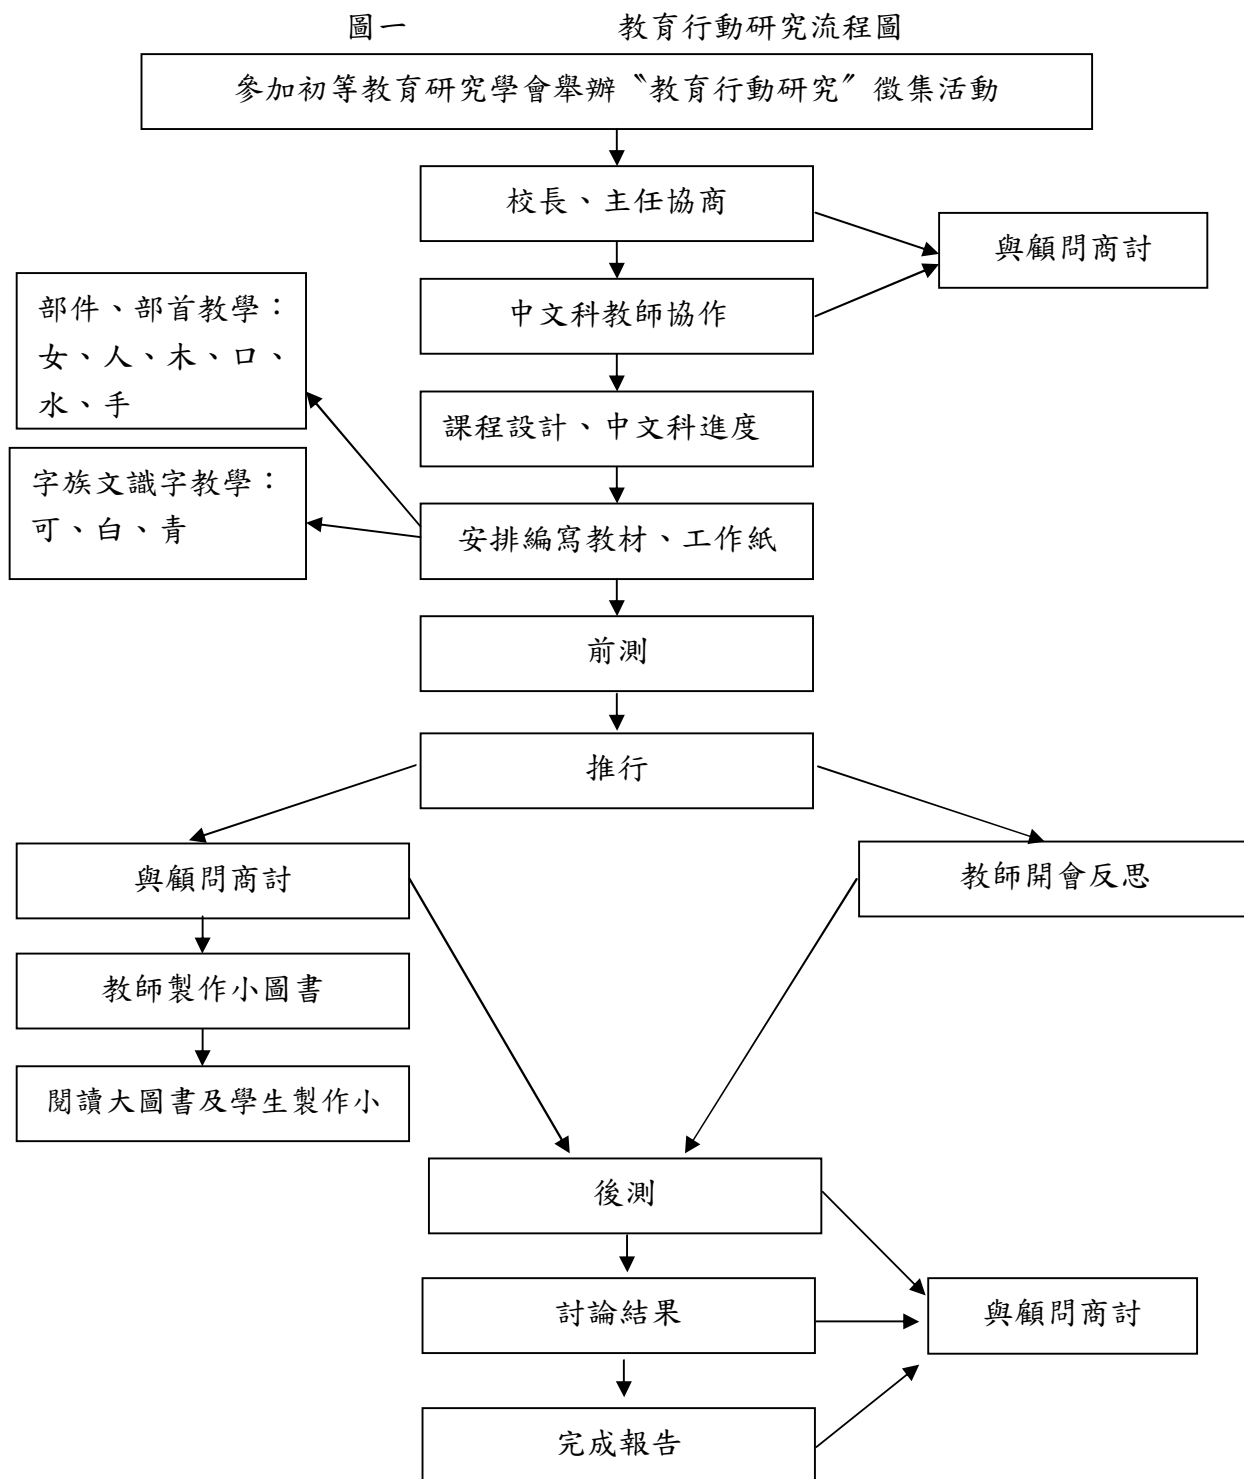 圖一 教育行動研究流程圖
參加初等教育研究學會舉辦〝教育行動研究〞徵集活動
校長、主任協商
與顧問商討
中文科教師協作
部件、部首教學：
女、人、木、口、
水、手
課程設計、中文科進度
字族文識字教學：
可、白、青
安排編寫教材、工作紙
前測
推行
與顧問商討
教師開會反思
教師製作小圖書
閱讀大圖書及學生製作小
後測
討論結果
與顧問商討
完成報告